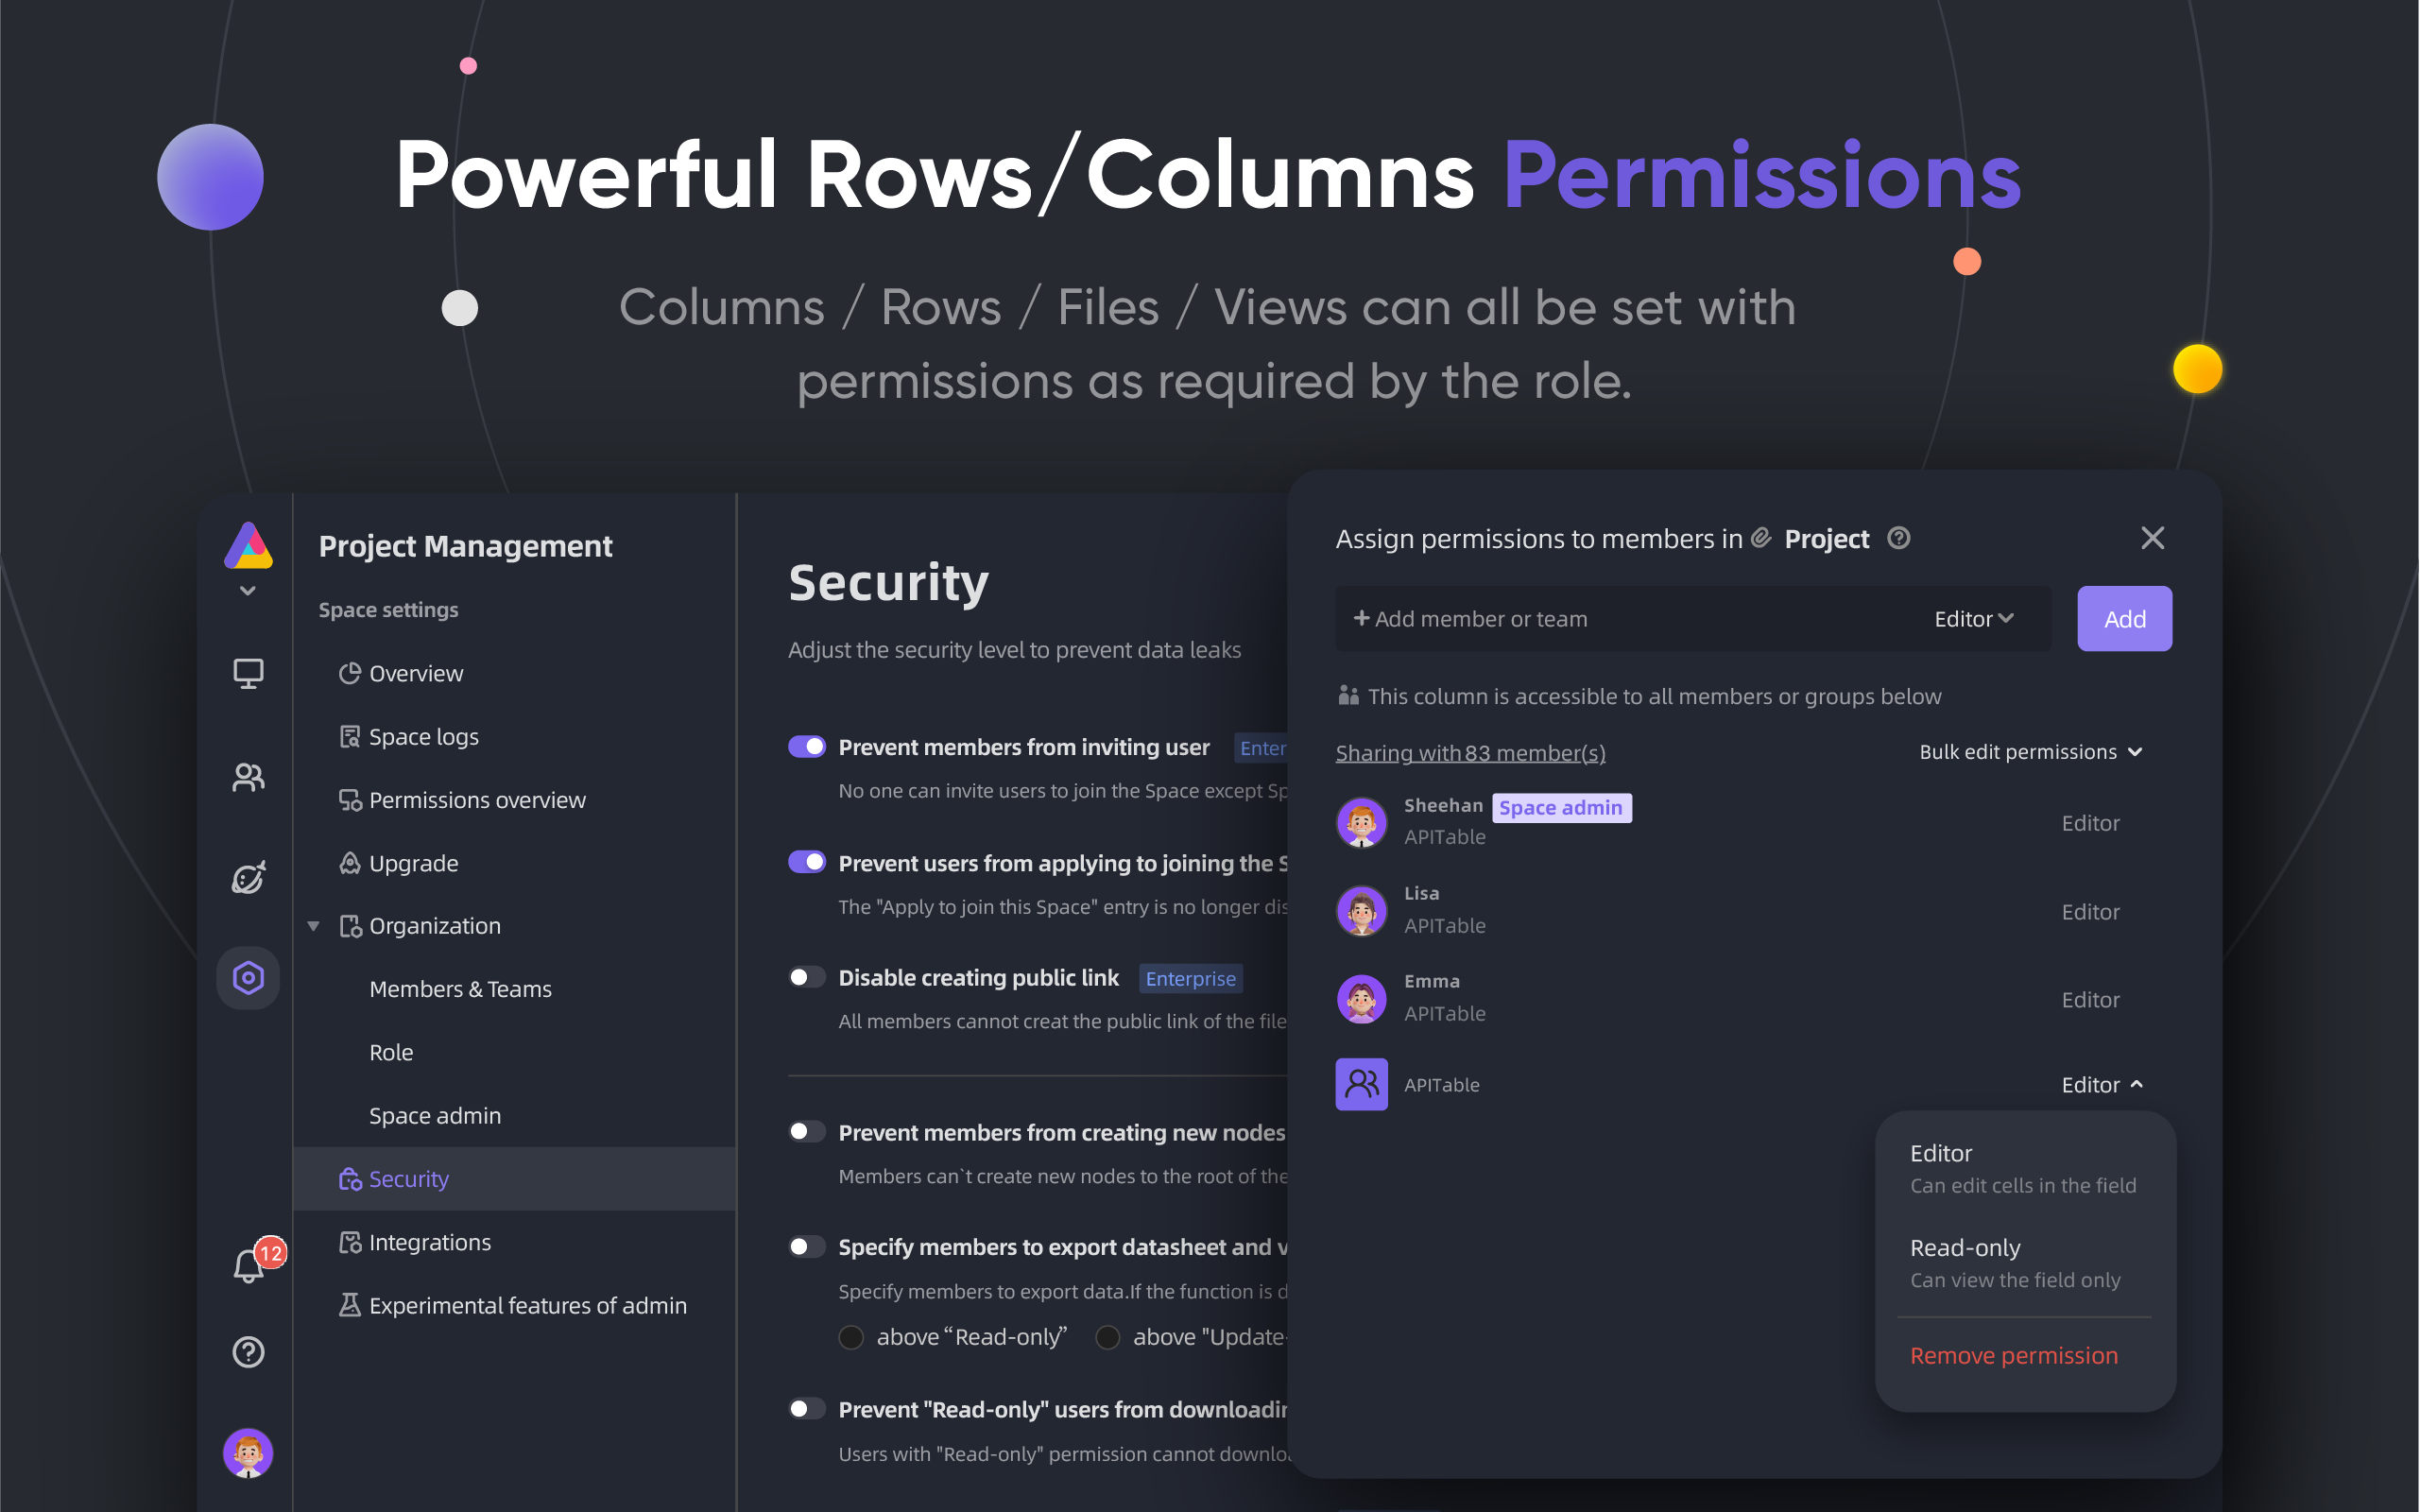 Powerful Rows/Columns Permissions
Columns / Rows / Files / Views can all be set with
permissions as required by the role.
Project Management
Space settings
Overview
Space logs
Permissions overview
Upgrade
Organization
Members & Teams
Role
Space admin
Security
Integrations
Experimental features of admin
12
Security
Adjust the security level to prevent data leaks
Prevent members from inviting user
No one can invite users to join the Space except
Prevent users from applying to joining the
The "Apply to join this Space" entry is no longer
Disable creating public link Enterprise
All members cannot creat the public link of the file
Prevent members from creating new nodes
Members can`t create new nodes to the root of the
Specify members to export datasheet and
Specify members to export data.If the function is
above “Read-only” above "Update-
Prevent "Read-only" users from
Users with "Read-only" permission cannot
Assign permissions to members in Project
+ Add member or team Editor Add
This column is accessible to all members or groups below
Sharing with 83 member(s) Bulk edit permissions
Sheehan Space admin
APITable
Editor
Lisa
APITable
Editor
Emma
APITable
Editor
APITable Editor
Editor
Can edit cells in the field
Read-only
Can view the field only
Remove permission